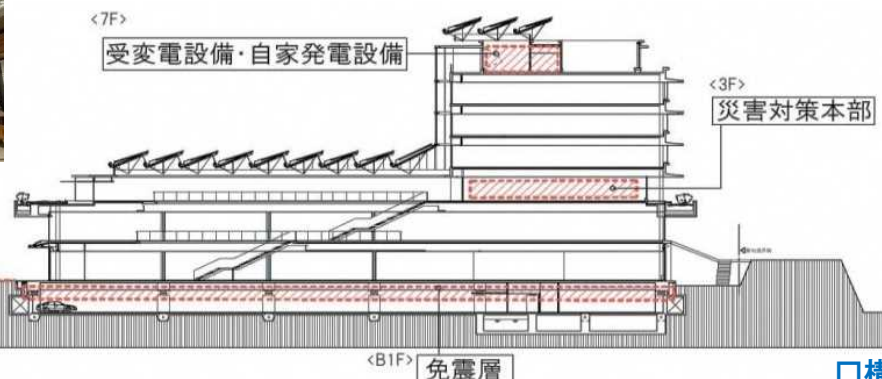 <7F>
受変電設備・自家発電設備
<3F>
災害対策本部
<B1F>
免震層